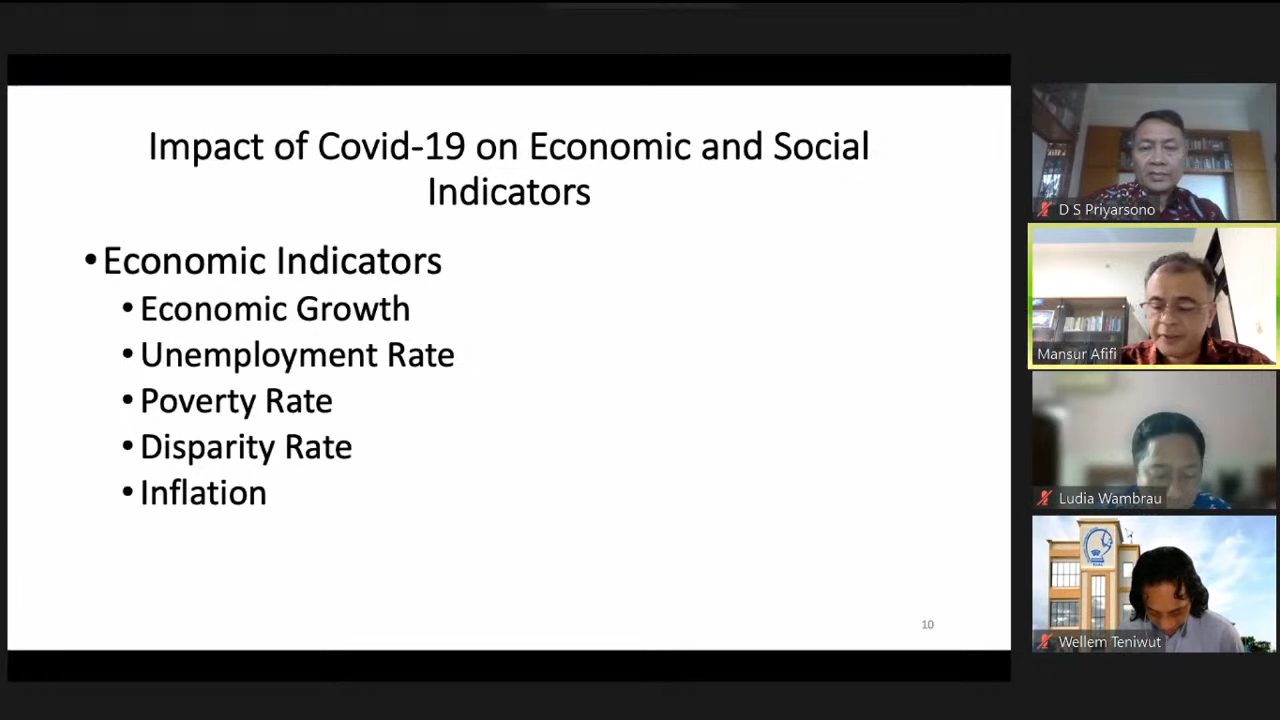 Impact of Covid-19 on Economic and Social
Indicators
•Economic Indicators
•Economic Growth
•Unemployment Rate
•Poverty Rate
•Disparity Rate
•Inflation
10
D S Priyarsono
Mansur Afifi
Ludia Wambrau
Wellem Teniwut